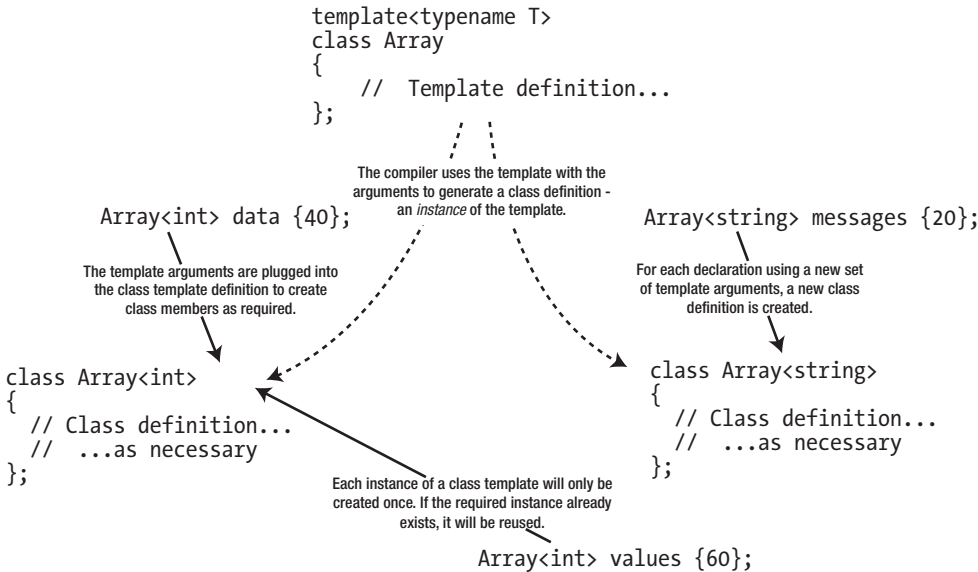 template<typename T>
class Array
{
    //  Template definition...
};
The compiler uses the template with the
arguments to generate a class definition -
an instance of the template.
Array<int> data {40};
The template arguments are plugged into
the class template definition to create
class members as required.
Array<string> messages {20};
For each declaration using a new set
of template arguments, a new class
definition is created.
class Array<int>
{
  // Class definition...
  //  ...as necessary
};
class Array<string>
{
  // Class definition...
  //  ...as necessary
};
Each instance of a class template will only be
created once. If the required instance already
exists, it will be reused.
Array<int> values {60};